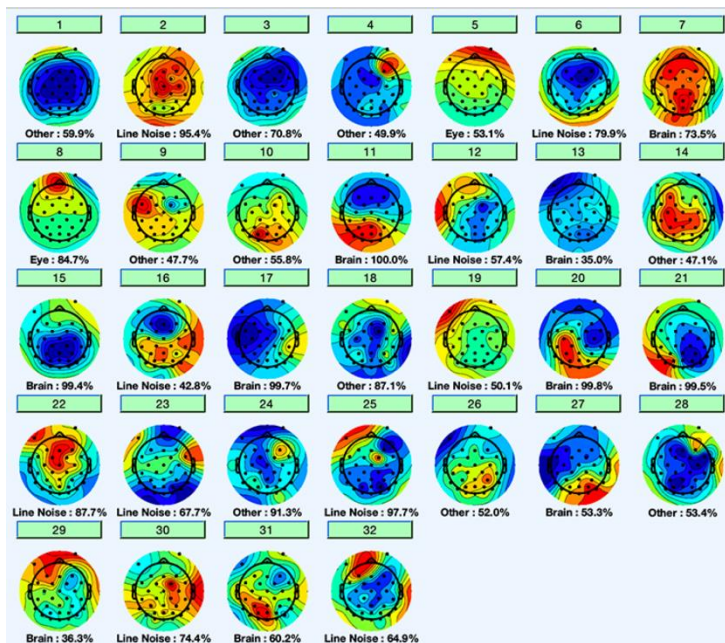 1 2 3 4 5 6 7
Other : 59.9% Line Noise : 95.4% Other : 70.8% Other : 49.9% Eye : 53.1% Line Noise : 79.9% Brain : 73.5%
8 9 10 11 12 13 14
Eye : 84.7% Other : 47.7% Other : 55.8% Brain : 100.0% Line Noise : 57.4% Brain : 35.0% Other : 47.1%
15 16 17 18 19 20 21
Brain : 99.4% Line Noise : 42.8% Brain : 99.7% Other : 87.1% Line Noise : 50.1% Brain : 99.8% Brain : 99.5%
22 23 24 25 26 27 28
Line Noise : 87.7% Line Noise : 67.7% Other : 91.3% Line Noise : 97.7% Other : 52.0% Brain : 53.3% Other : 53.4%
29 30 31 32
Brain : 36.3% Line Noise : 74.4% Brain : 60.2% Line Noise : 64.9%